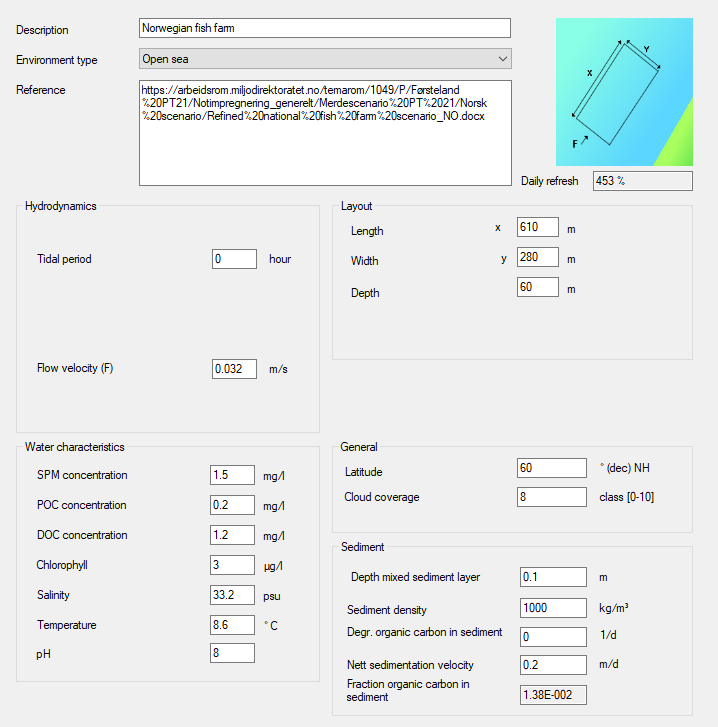 Description Norwegian fish farm
Environment type Open sea
Reference https://arbeidsrom.miljodirektoratet.no/temarom/1049/P/Førsteland
%20PT21/Notimpregnering_generelt/Merdescenario%20PT%2021/Norsk
%20scenario/Refined%20national%20fish%20farm%20scenario_NO.docx
X
Y
F
Daily refresh 453 %
Hydrodynamics
Tidal period 0 hour
Flow velocity (F) 0.032 m/s
Layout
Length x 610 m
Width y 280 m
Depth 60 m
Water characteristics
SPM concentration 1.5 mg/l
POC concentration 0.2 mg/l
DOC concentration 1.2 mg/l
Chlorophyll 3 µg/l
Salinity 33.2 psu
Temperature 8.6 °C
pH 8
General
Latitude 60 ° (dec) NH
Cloud coverage 8 class [0-10]
Sediment
Depth mixed sediment layer 0.1 m
Sediment density 1000 kg/m³
Degr. organic carbon in sediment 0 1/d
Nett sedimentation velocity 0.2 m/d
Fraction organic carbon in
sediment 1.38E-002